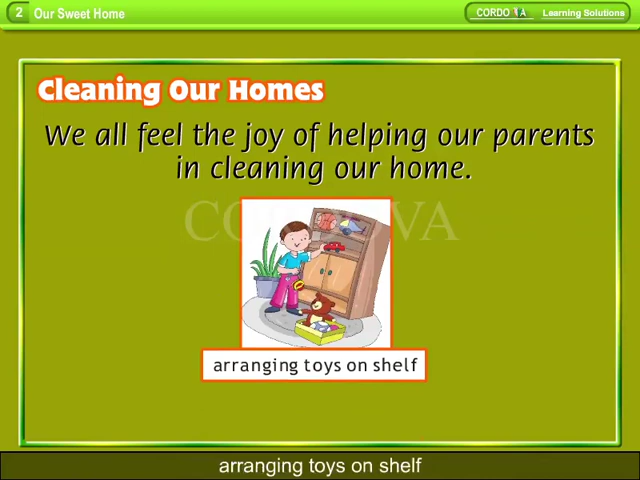 2 Our Sweet Home
CORDOVA Learning Solutions
Cleaning Our Homes
We all feel the joy of helping our parents
in cleaning our home.
CORDOVA
arranging toys on shelf
arranging toys on shelf